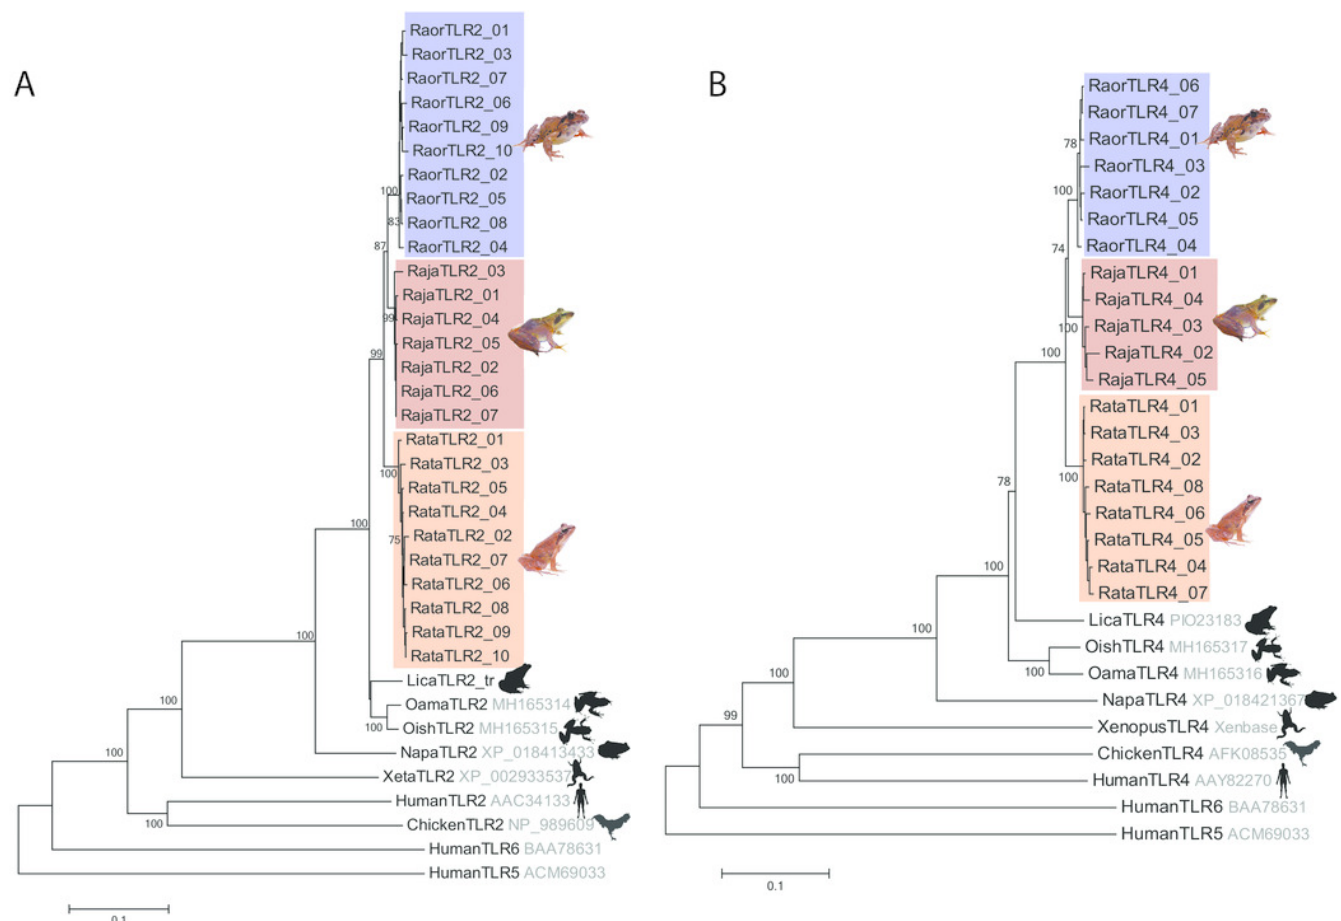 A
RaorTLR2_01
RaorTLR2_03
RaorTLR2_07
RaorTLR2_06
RaorTLR2_09
RaorTLR2_10
RaorTLR2_02
100
RaorTLR2_05
83
RaorTLR2_08
87
RaorTLR2_04
RajaTLR2_03
RajaTLR2_01
99
RajaTLR2_04
RajaTLR2_05
99
RajaTLR2_02
RajaTLR2_06
RajaTLR2_07
RataTLR2_01
RataTLR2_03
100
RataTLR2_05
RataTLR2_04
100
RataTLR2_02
75
RataTLR2_07
RataTLR2_06
RataTLR2_08
RataTLR2_09
100
RataTLR2_10
LicaTLR2_tr
OamaTLR2 MH165314
100
OishTLR2 MH165315
100
NapaTLR2 XP_018413433
100
XetaTLR2 XP_002933537
HumanTLR2 AAC34133
100
ChickenTLR2 NP_989609
HumanTLR6 BAA78631
HumanTLR5 ACM69033
0.1
B
RaorTLR4_06
RaorTLR4_07
78
RaorTLR4_01
RaorTLR4_03
100
RaorTLR4_02
RaorTLR4_05
74
RaorTLR4_04
RajaTLR4_01
RajaTLR4_04
100
RajaTLR4_03
100
RajaTLR4_02
RajaTLR4_05
RataTLR4_01
RataTLR4_03
RataTLR4_02
100
78
RataTLR4_08
RataTLR4_06
RataTLR4_05
100
RataTLR4_04
RataTLR4_07
LicaTLR4 PIO23183
100
OishTLR4 MH165317
100
OamaTLR4 MH165316
100
NapaTLR4 XP_018421367
99
XenopusTLR4 Xenbase
ChickenTLR4 AFK08535
100
HumanTLR4 AAY82270
HumanTLR6 BAA78631
HumanTLR5 ACM69033
0.1